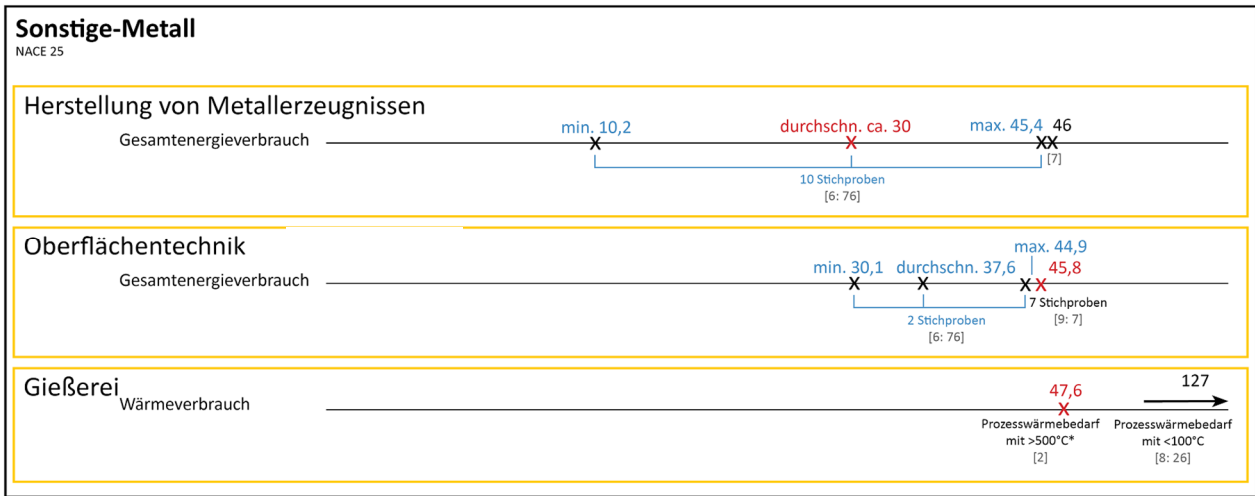 Sonstige-Metall
NACE 25
Herstellung von Metallerzeugnissen
Gesamtenergieverbrauch
min. 10,2
durchschn. ca. 30
max. 45,4
46
[7]
10 Stichproben
[6: 76]
Oberflächentechnik
Gesamtenergieverbrauch
min. 30,1
durchschn. 37,6
max. 44,9
45,8
7 Stichproben
[9: 7]
2 Stichproben
[6: 76]
Gießerei
Wärmeverbrauch
47,6
Prozesswärmebedarf
mit >500°C*
[2]
127
Prozesswärmebedarf
mit <100°C
[8: 26]